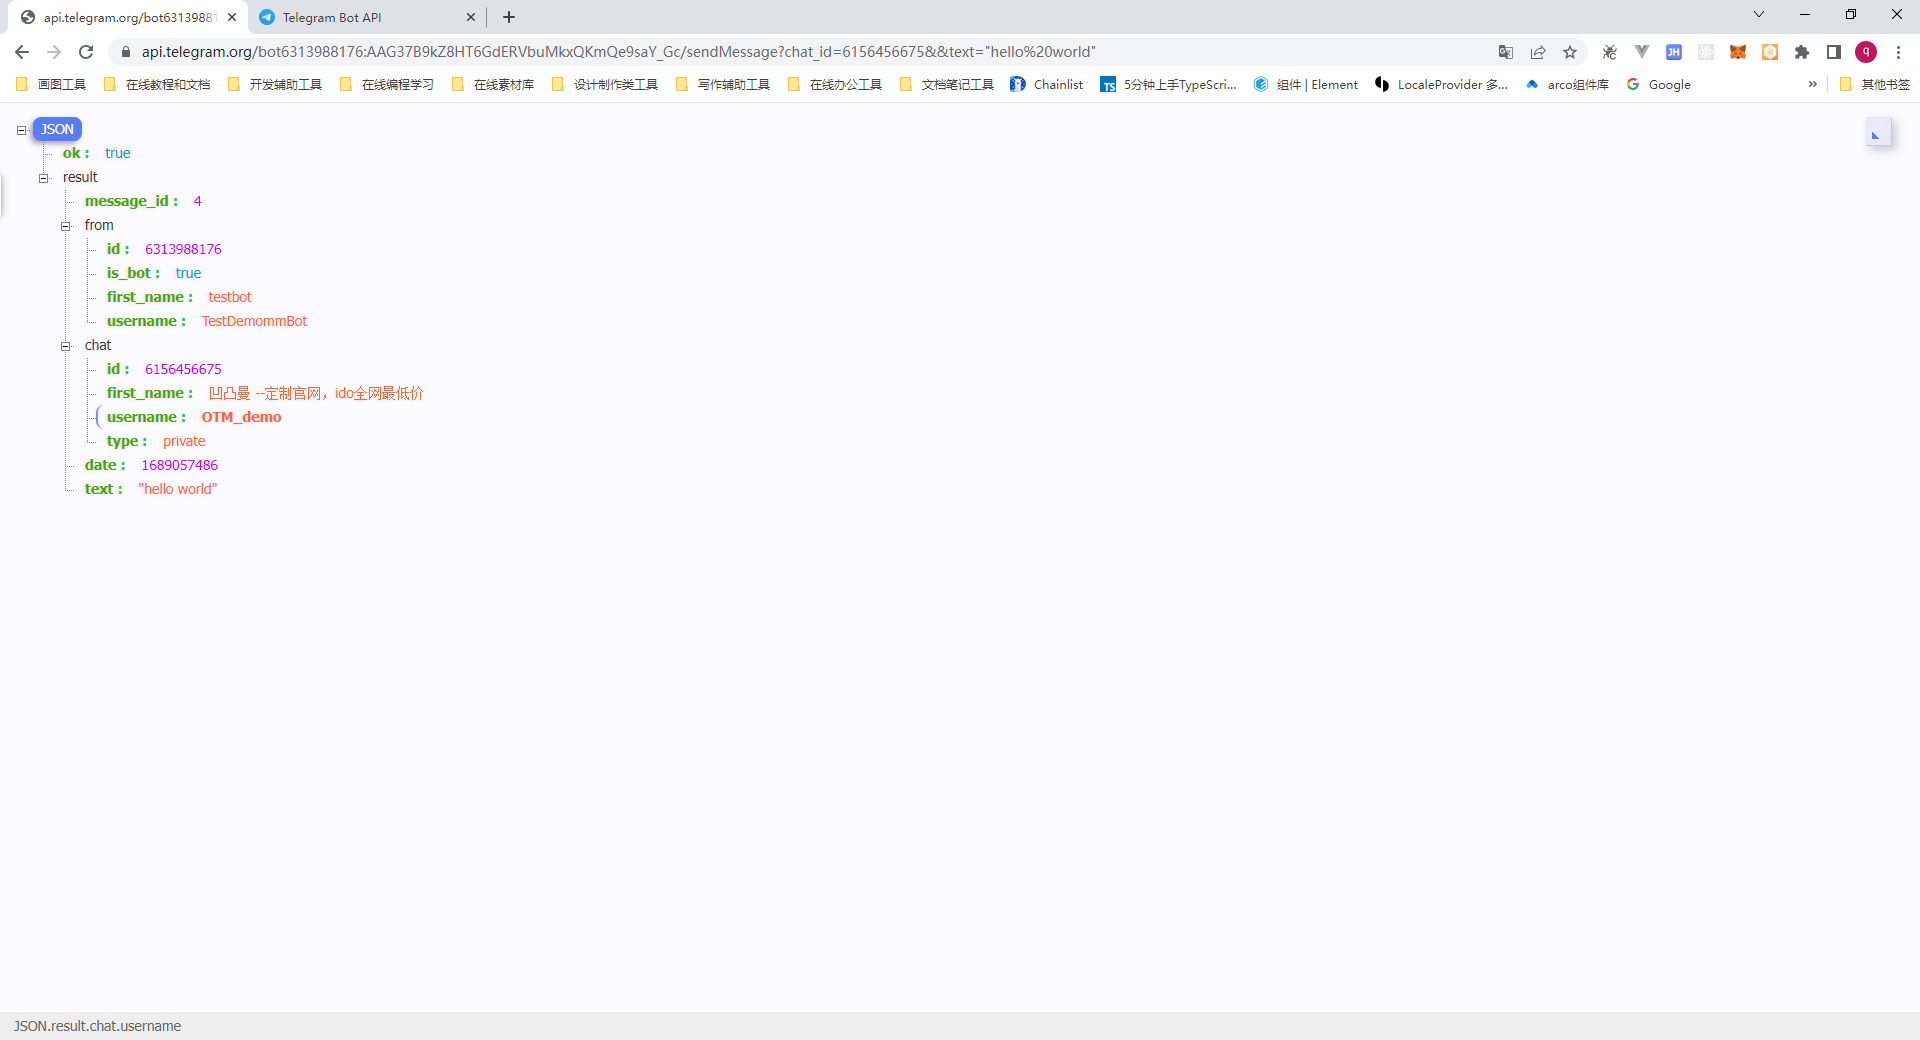 api.telegram.org/bot63139881
Telegram Bot API
api.telegram.org/bot6313988176:AAG37B9kZ8HT6GdERVbuMkxQKmQe9saY_Gc/sendMessage?chat_id=6156456675&&text="hello%20world"
JH
q
画图工具 在线教程和文档 开发辅助工具 在线编程学习 在线素材库 设计制作类工具 写作辅助工具 在线办公工具 文档笔记工具 Chainlist TS 5分钟上手TypeScri... 组件 | Element LocaleProvider 多... arco组件库 G Google » 其他书签
JSON
ok : true
result
message_id : 4
from
id : 6313988176
is_bot : true
first_name : testbot
username : TestDemommBot
chat
id : 6156456675
first_name : 凹凸曼 --定制官网，ido全网最低价
username : OTM_demo
type : private
date : 1689057486
text : "hello world"
JSON.result.chat.username